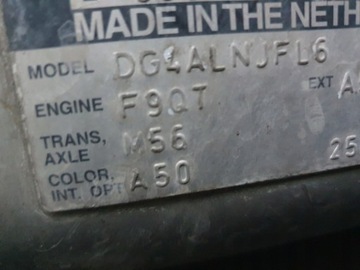 MADE IN THE NETH
MODEL DG4ALNJFL6
ENGINE F9QT EXT A
TRANS, AXLE M56
COLOR, INT. OPT A50 25